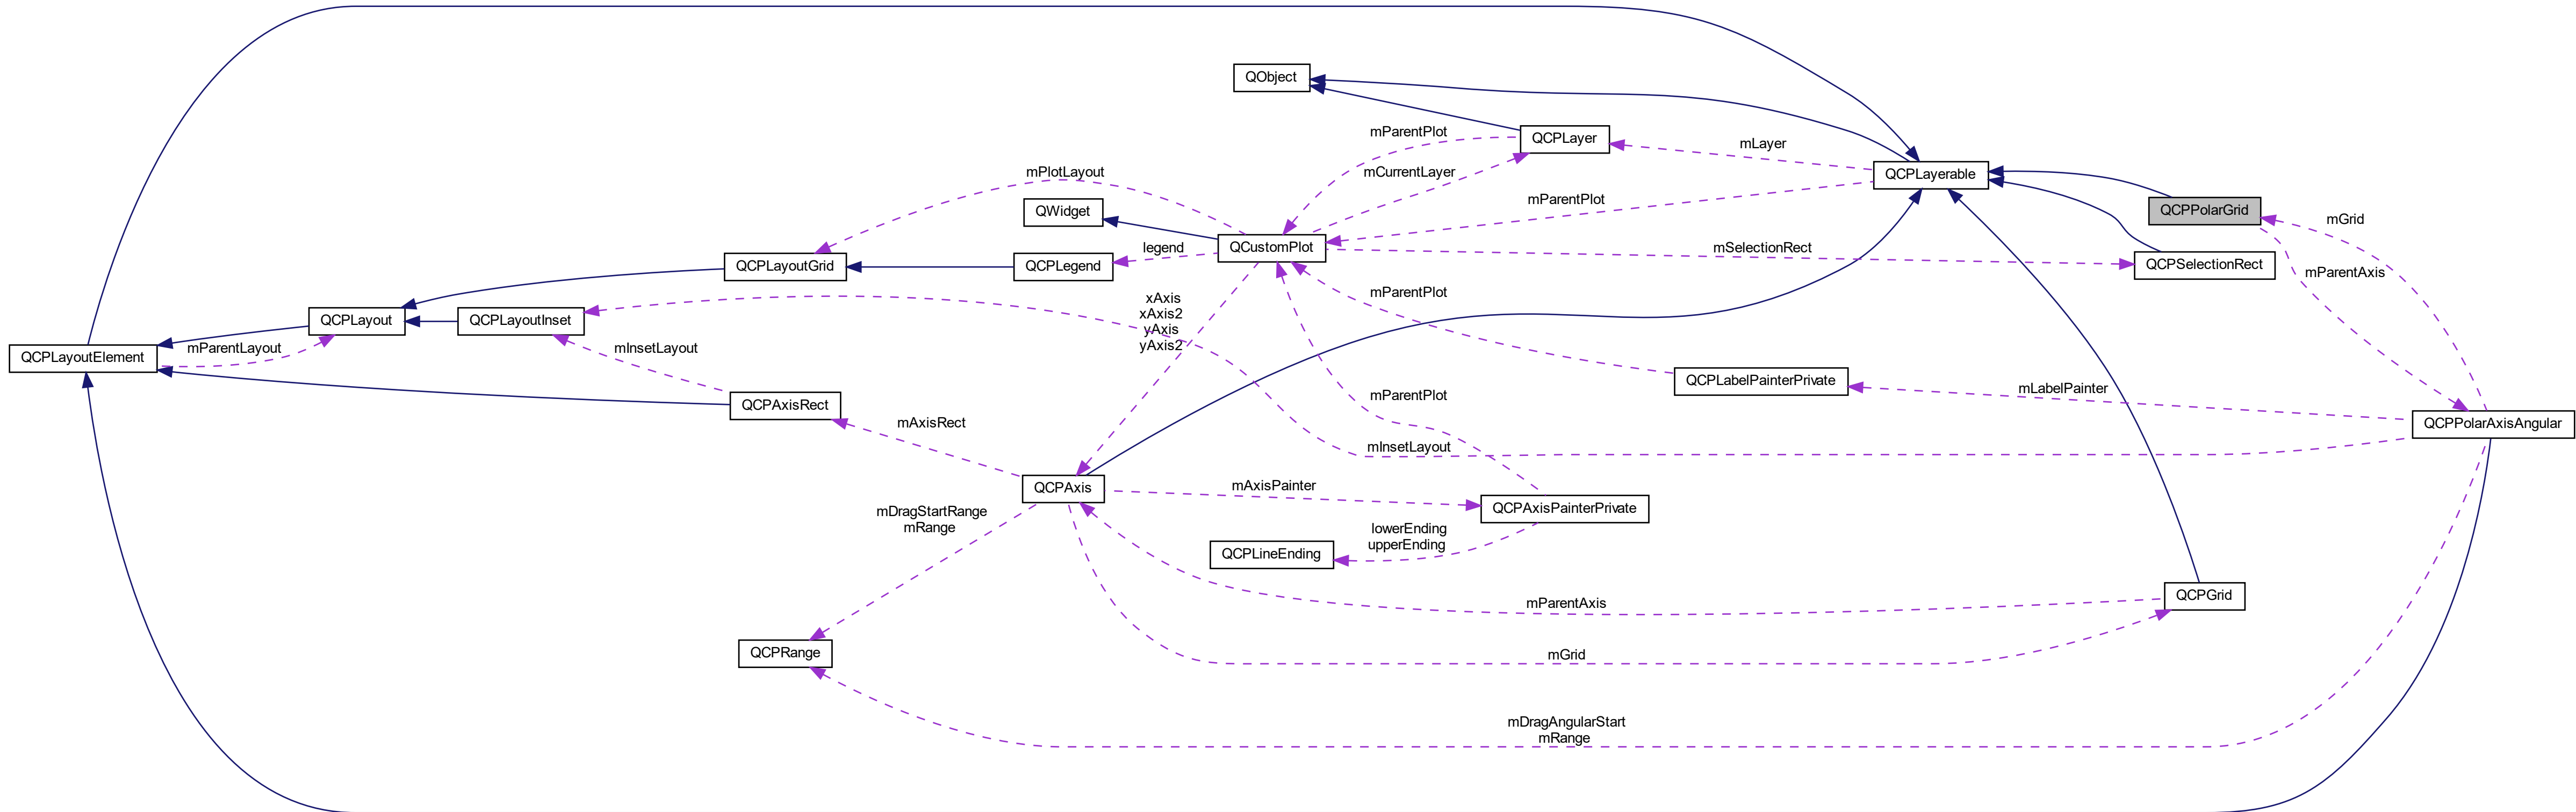 QObject
mParentPlot
QCPLayer
mLayer
mPlotLayout
mCurrentLayer
QCPLayerable
mParentPlot
QWidget
QCPPolarGrid
mGrid
QCustomPlot
legend
mSelectionRect
QCPLayoutGrid
QCPLegend
QCPSelectionRect
mParentAxis
mParentPlot
xAxis
xAxis2
yAxis
yAxis2
QCPLayout
QCPLayoutInset
mParentLayout
mInsetLayout
QCPLayoutElement
QCPLabelPainterPrivate
mLabelPainter
mParentPlot
QCPAxisRect
mAxisRect
QCPPolarAxisAngular
mInsetLayout
QCPAxis
mAxisPainter
QCPAxisPainterPrivate
mDragStartRange
mRange
lowerEnding
upperEnding
QCPLineEnding
QCPGrid
mParentAxis
QCPRange
mGrid
mDragAngularStart
mRange